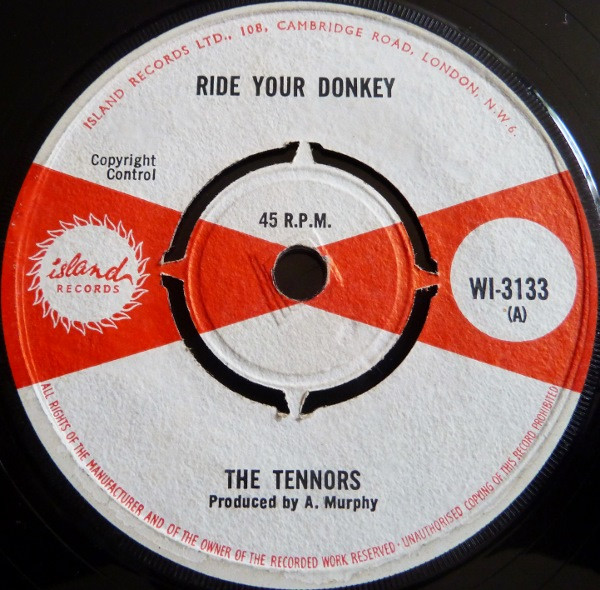 ISLAND RECORDS LTD., 108, CAMBRIDGE ROAD, LONDON, N.W.6.
RIDE YOUR DONKEY
Copyright
Control
45 R.P.M.
island
RECORDS
WI-3133
(A)
THE TENNORS
Produced by A. Murphy
ALL RIGHTS OF THE MANUFACTURER AND OF THE OWNER OF THE RECORDED WORK RESERVED · UNAUTHORISED COPYING OF THIS RECORD PROHIBITED